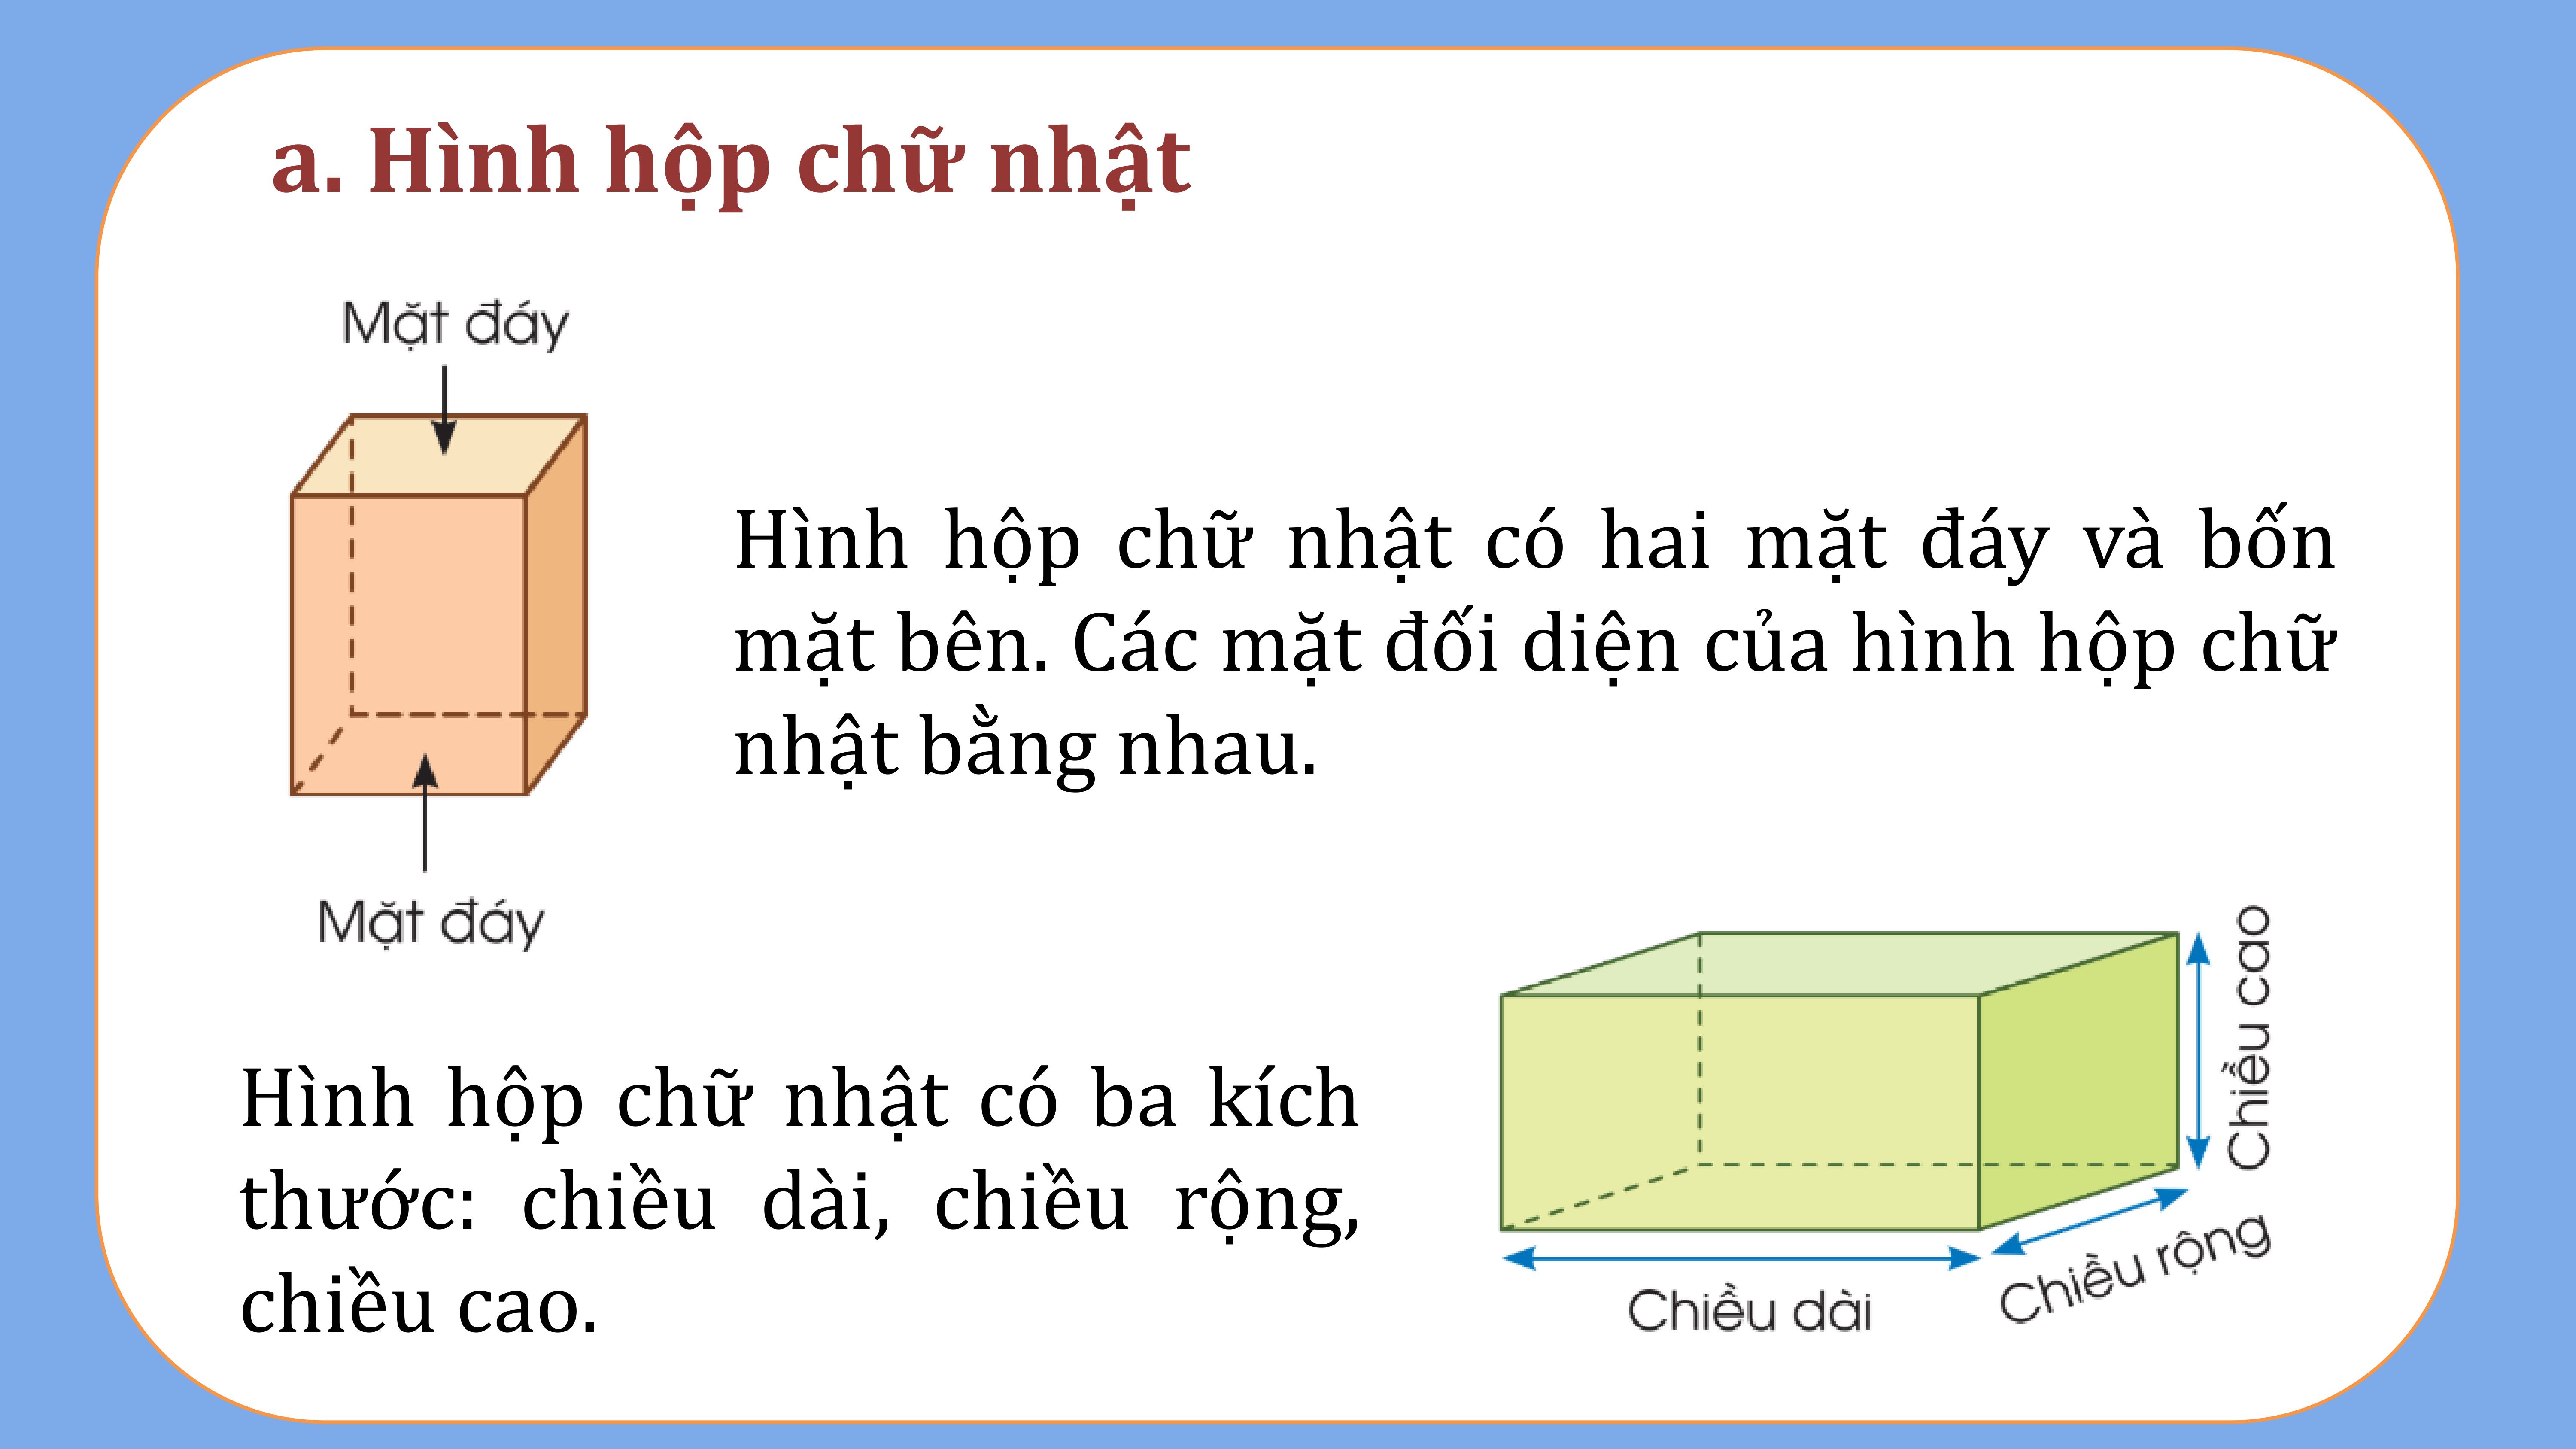 a. Hình hộp chữ nhật
Mặt đáy
Hình hộp chữ nhật có hai mặt đáy và bốn
mặt bên. Các mặt đối diện của hình hộp chữ
nhật bằng nhau.
Mặt đáy
Hình hộp chữ nhật có ba kích
thước: chiều dài, chiều rộng,
chiều cao.
Chiều cao
Chiều rộng
Chiều dài